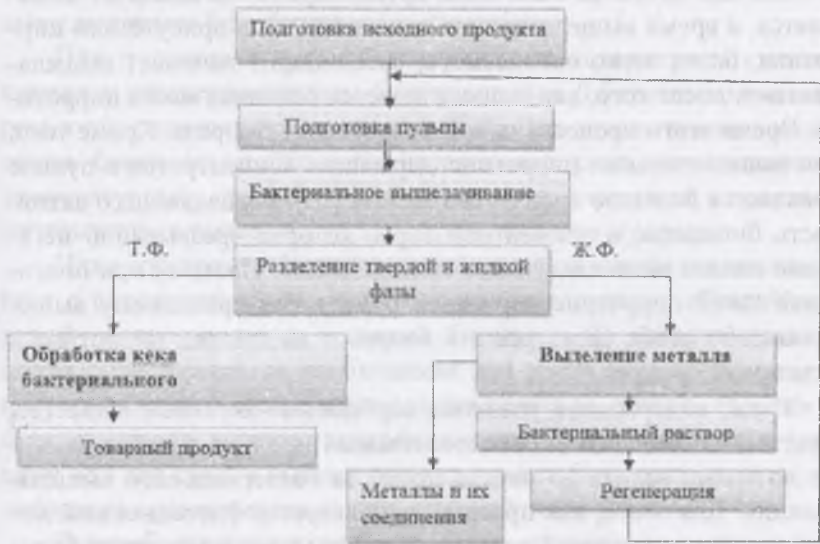 Подготовка исходного продукта
Подготовка пульпы
Бактериальное выщелачивание
Т.Ф.
Ж.Ф.
Разделение твердой и жидкой
фазы
Обработка кека
бактериального
Выделение металла
Товарный продукт
Бактериальный раствор
Металлы и их
соединения
Регенерация